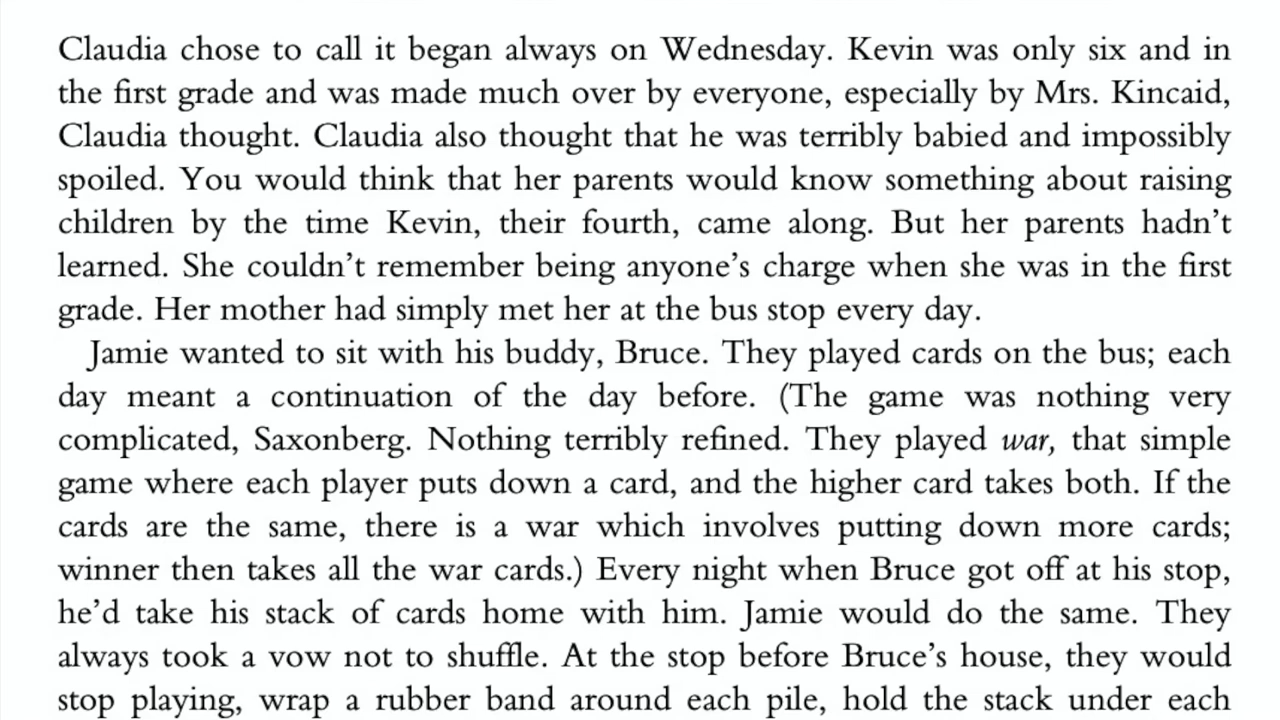 Claudia chose to call it began always on Wednesday. Kevin was only six and in
the first grade and was made much over by everyone, especially by Mrs. Kincaid,
Claudia thought. Claudia also thought that he was terribly babied and impossibly
spoiled. You would think that her parents would know something about raising
children by the time Kevin, their fourth, came along. But her parents hadn’t
learned. She couldn’t remember being anyone’s charge when she was in the first
grade. Her mother had simply met her at the bus stop every day.
Jamie wanted to sit with his buddy, Bruce. They played cards on the bus; each
day meant a continuation of the day before. (The game was nothing very
complicated, Saxonberg. Nothing terribly refined. They played war, that simple
game where each player puts down a card, and the higher card takes both. If the
cards are the same, there is a war which involves putting down more cards;
winner then takes all the war cards.) Every night when Bruce got off at his stop,
he’d take his stack of cards home with him. Jamie would do the same. They
always took a vow not to shuffle. At the stop before Bruce’s house, they would
stop playing, wrap a rubber band around each pile, hold the stack under each